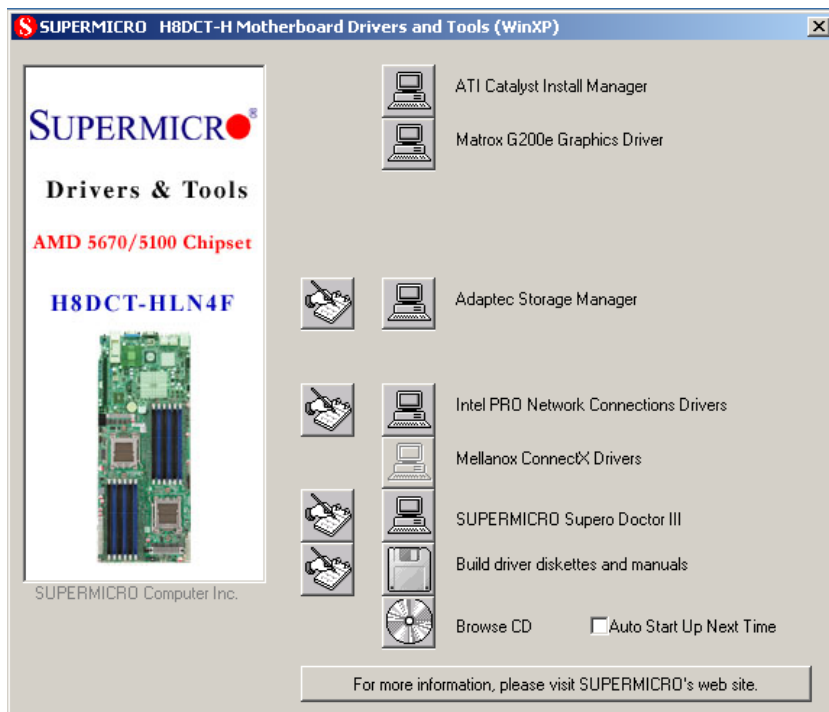 SUPERMICRO H8DCT-H Motherboard Drivers and Tools (WinXP)
SUPERMICRO®
Drivers & Tools
AMD 5670/5100 Chipset
H8DCT-HLN4F
SUPERMICRO Computer Inc.
ATI Catalyst Install Manager
Matrox G200e Graphics Driver
Adaptec Storage Manager
Intel PRO Network Connections Drivers
Mellanox ConnectX Drivers
SUPERMICRO Supero Doctor III
Build driver diskettes and manuals
Browse CD Auto Start Up Next Time
For more information, please visit SUPERMICRO's web site.